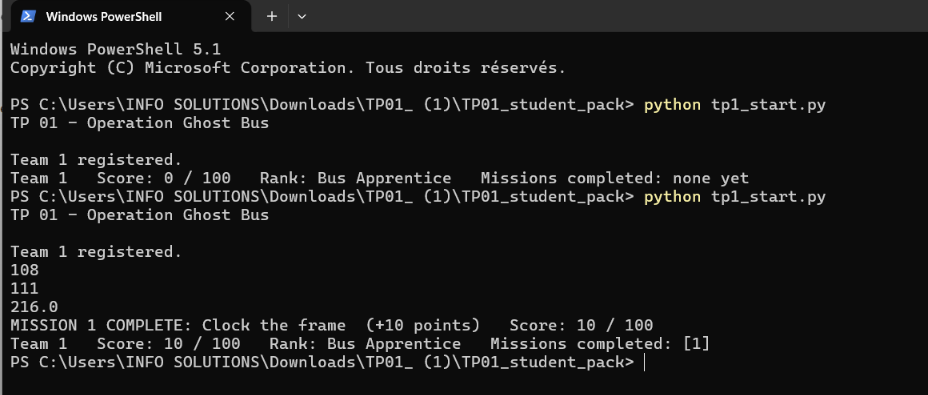 Windows PowerShell
Windows PowerShell 5.1
Copyright (C) Microsoft Corporation. Tous droits réservés.
PS C:\Users\INFO SOLUTIONS\Downloads\TP01_ (1)\TP01_student_pack> python tp1_start.py
TP 01 – Operation Ghost Bus
Team 1 registered.
Team 1   Score: 0 / 100   Rank: Bus Apprentice   Missions completed: none yet
PS C:\Users\INFO SOLUTIONS\Downloads\TP01_ (1)\TP01_student_pack> python tp1_start.py
TP 01 – Operation Ghost Bus
Team 1 registered.
108
111
216.0
MISSION 1 COMPLETE: Clock the frame  (+10 points)   Score: 10 / 100
Team 1   Score: 10 / 100   Rank: Bus Apprentice   Missions completed: [1]
PS C:\Users\INFO SOLUTIONS\Downloads\TP01_ (1)\TP01_student_pack>